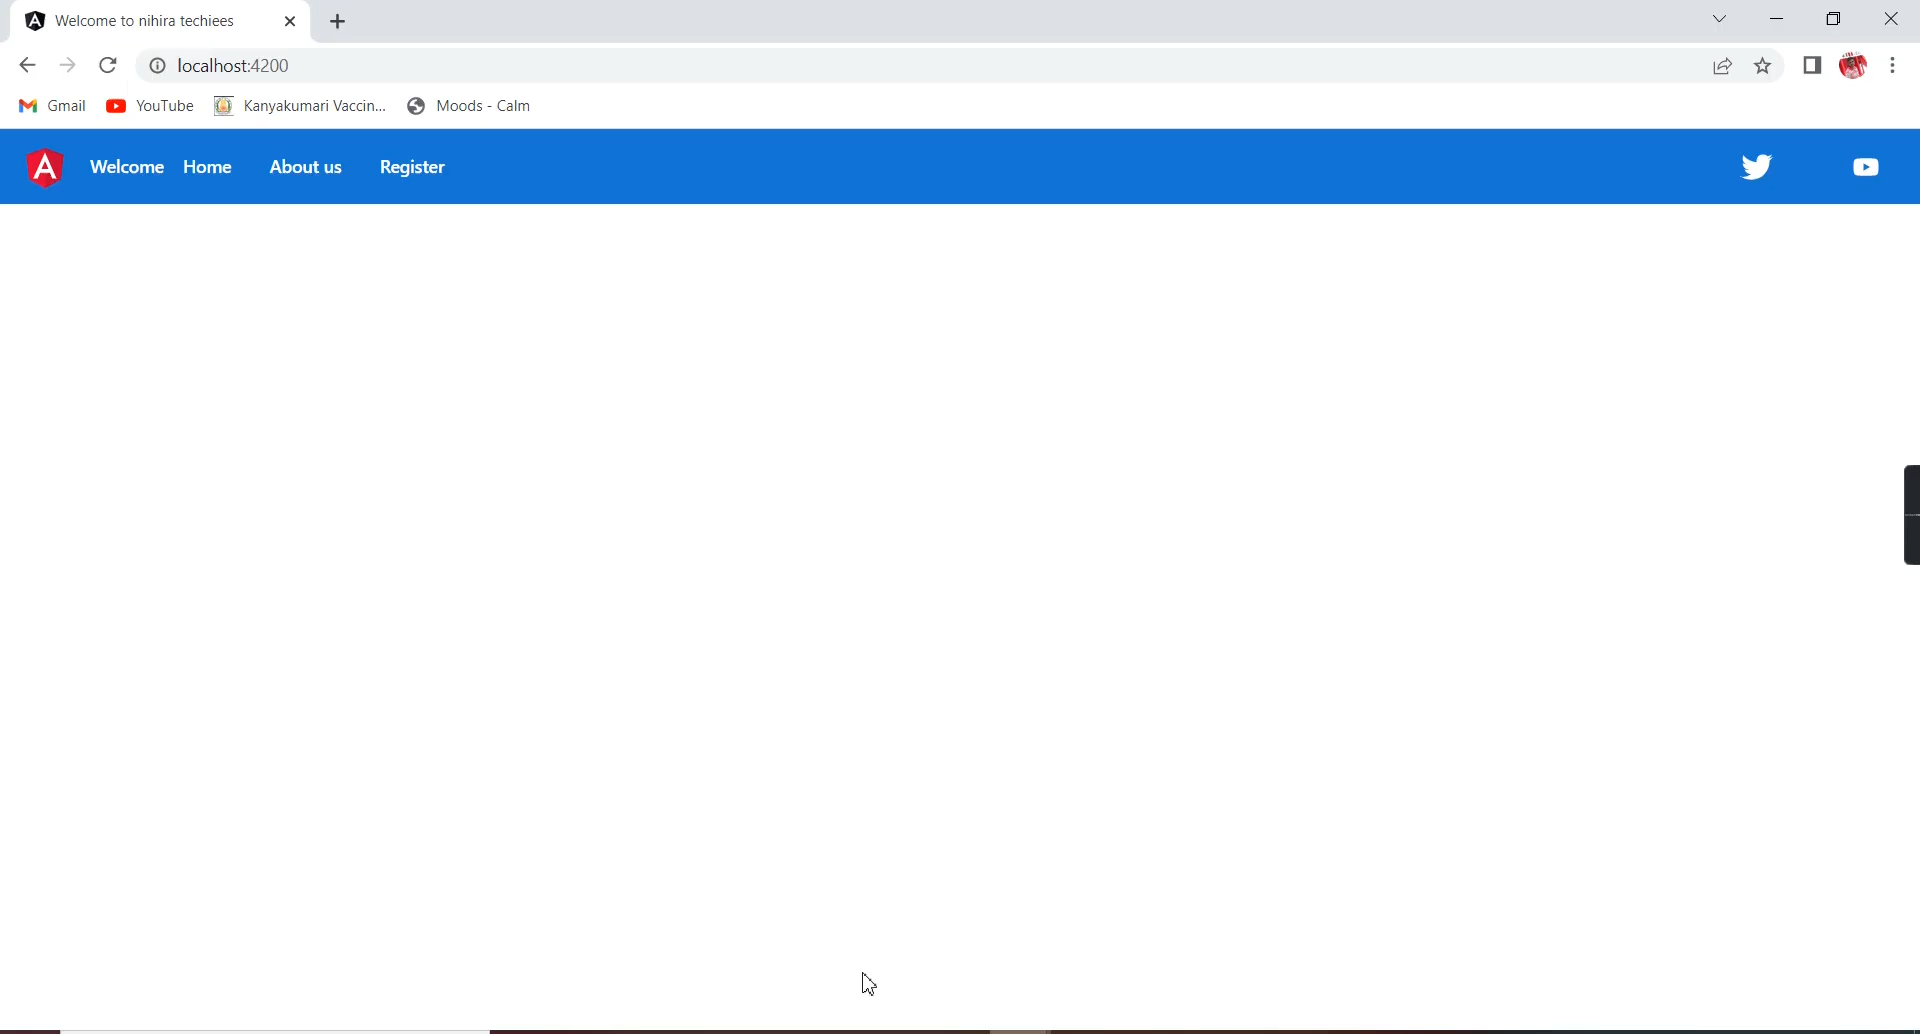 Welcome to nihira techiees
localhost:4200
Gmail YouTube Kanyakumari Vaccin... Moods - Calm
Welcome Home About us Register